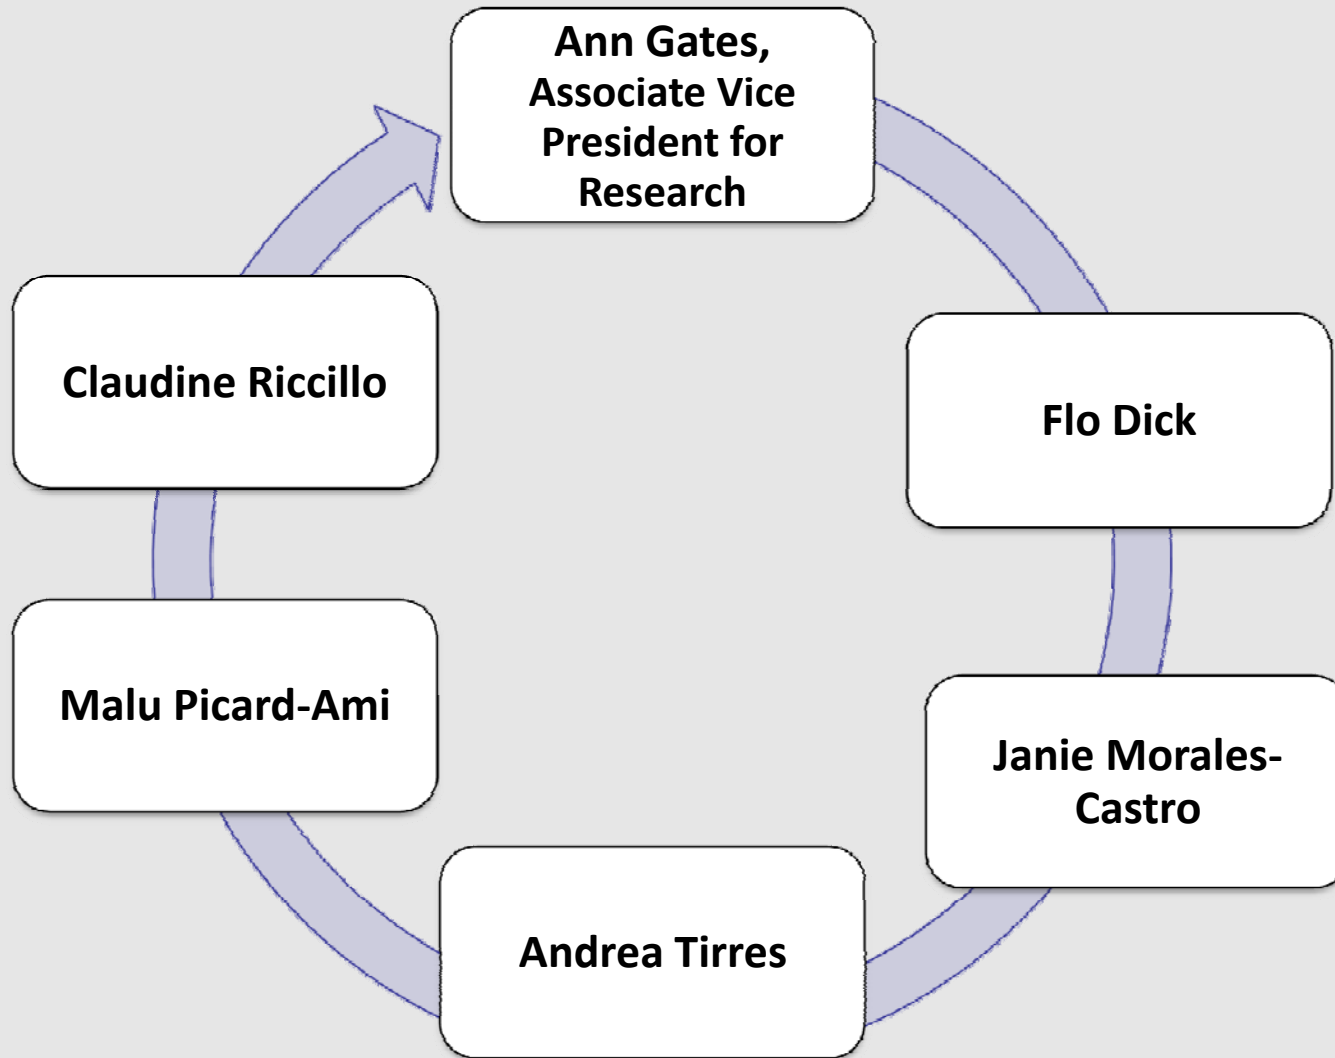 Ann Gates,
Associate Vice
President for
Research
Flo Dick
Janie Morales-
Castro
Andrea Tirres
Malu Picard-Ami
Claudine Riccillo